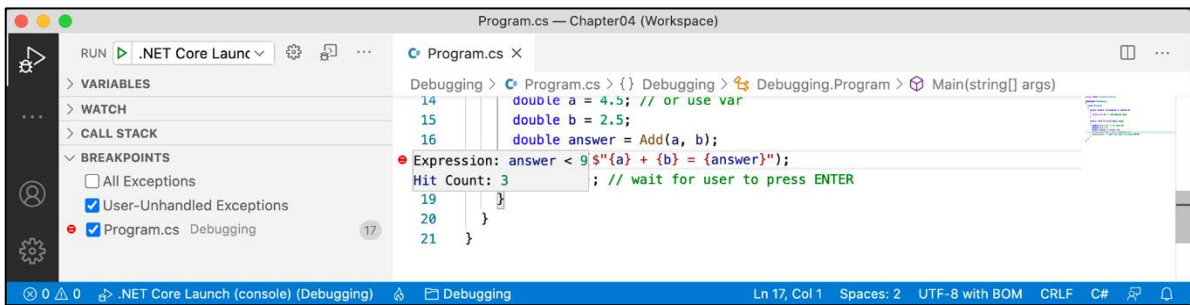 Program.cs — Chapter04 (Workspace)
RUN .NET Core Launc
VARIABLES
WATCH
CALL STACK
BREAKPOINTS
All Exceptions
User-Unhandled Exceptions
Program.cs Debugging 17
C# Program.cs
Debugging > C# Program.cs > {} Debugging > Debugging.Program > Main(string[] args)
14 double a = 4.5; // or use var
15 double b = 2.5;
16 double answer = Add(a, b);
Expression: answer < 9 $"{a} + {b} = {answer}");
Hit Count: 3 ; // wait for user to press ENTER
19 }
20 }
21 }
0 0 .NET Core Launch (console) (Debugging) Debugging Ln 17, Col 1 Spaces: 2 UTF-8 with BOM CRLF C#